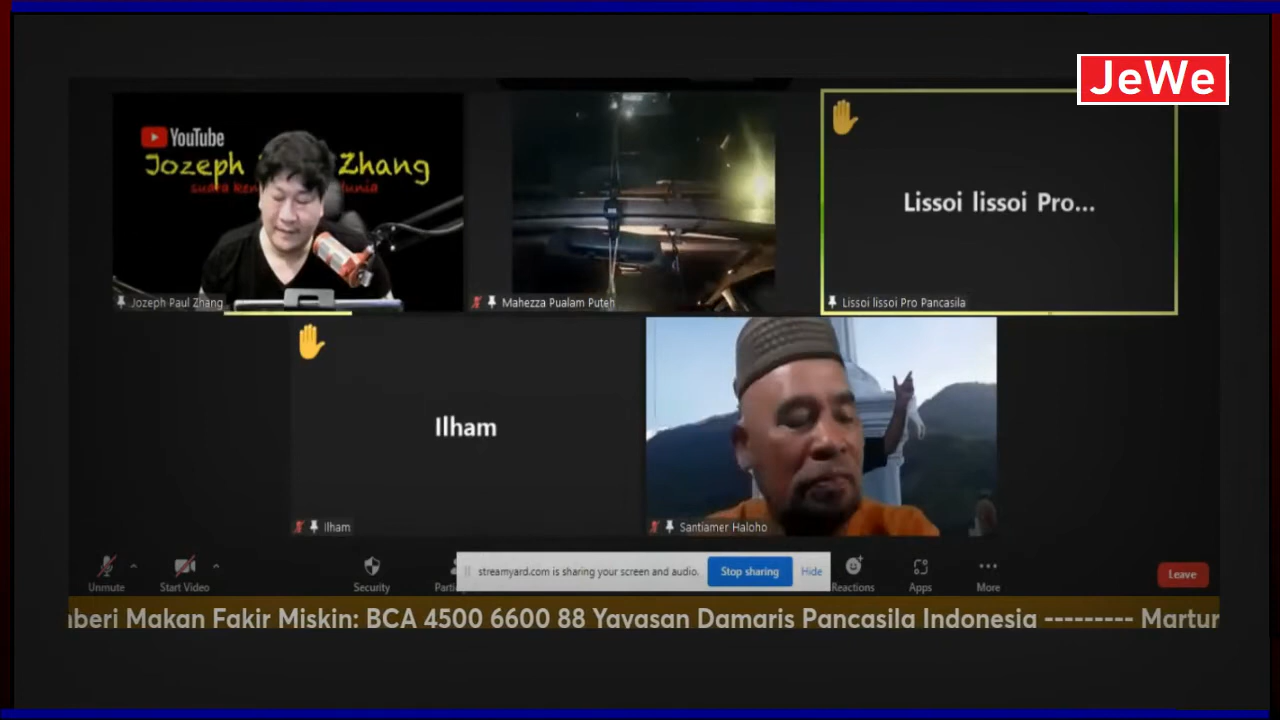 JeWe
YouTube
Jozeph
Zhang
Jozeph Paul Zhang
Mahezza Pualam Puteh
Lissoi lissoi Pro...
Lissoi lissoi Pro Pancasila
Ilham
Ilham
Santiamer Haloho
Unmute
Start Video
Security
streamyard.com is sharing your screen and audio.
Stop sharing
Hide
Reactions
Apps
More
Leave
Makan Fakir Miskin: BCA 4500 6600 88 Yayasan Damaris Pancasila Indonesia ---------